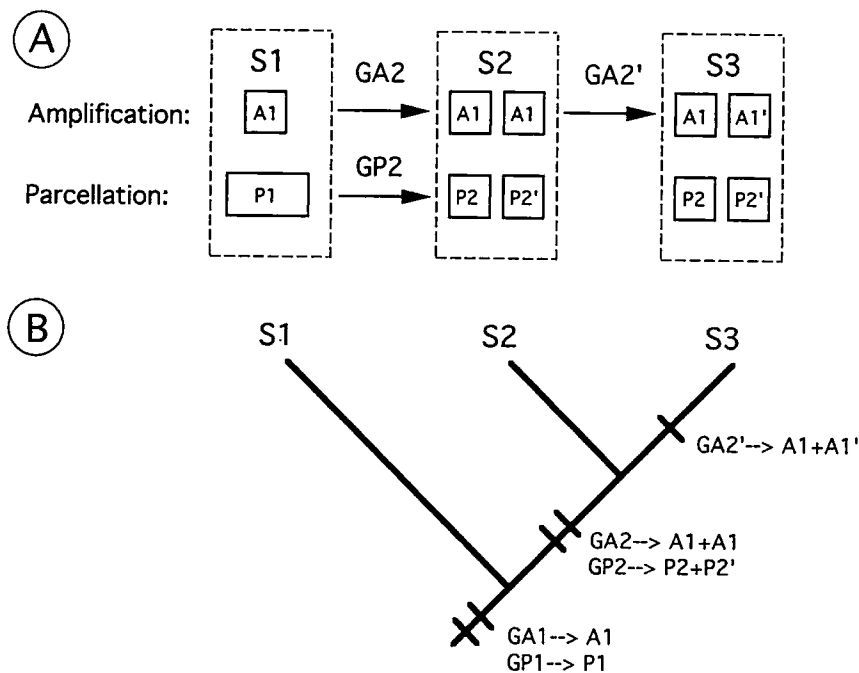 A
S1 S2 S3
GA2 GA2'
Amplification: A1 A1 A1 A1 A1'
GP2
Parcellation: P1 P2 P2' P2 P2'
B
S1 S2 S3
GA2'--> A1+A1'
GA2--> A1+A1
GP2--> P2+P2'
GA1--> A1
GP1--> P1